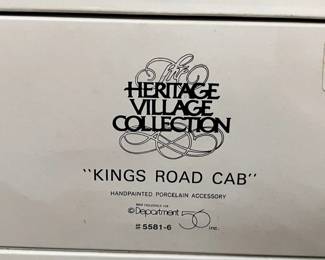 The
HERITAGE
VILLAGE
COLLECTION
"KINGS ROAD CAB"
HANDPAINTED PORCELAIN ACCESSORY
© Department 56 inc.
5581-6